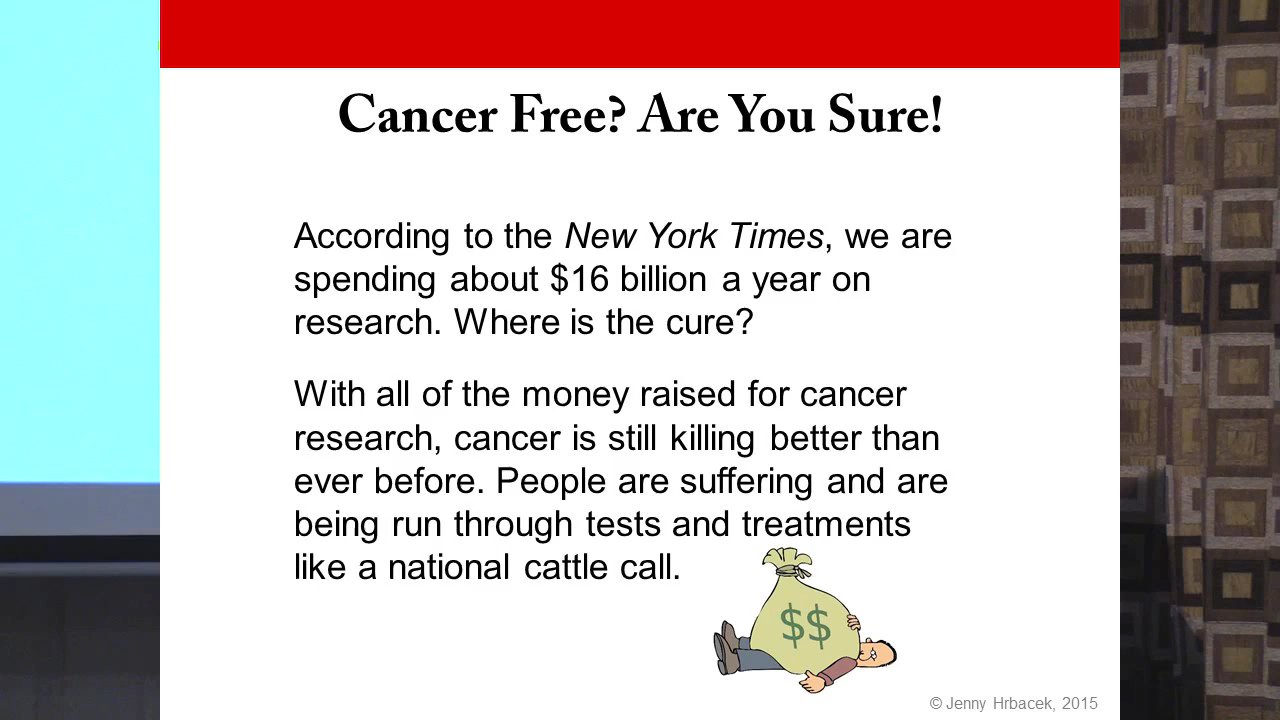 Cancer Free? Are You Sure!
According to the New York Times, we are
spending about $16 billion a year on
research. Where is the cure?
With all of the money raised for cancer
research, cancer is still killing better than
ever before. People are suffering and are
being run through tests and treatments
like a national cattle call.
$$
© Jenny Hrbacek, 2015